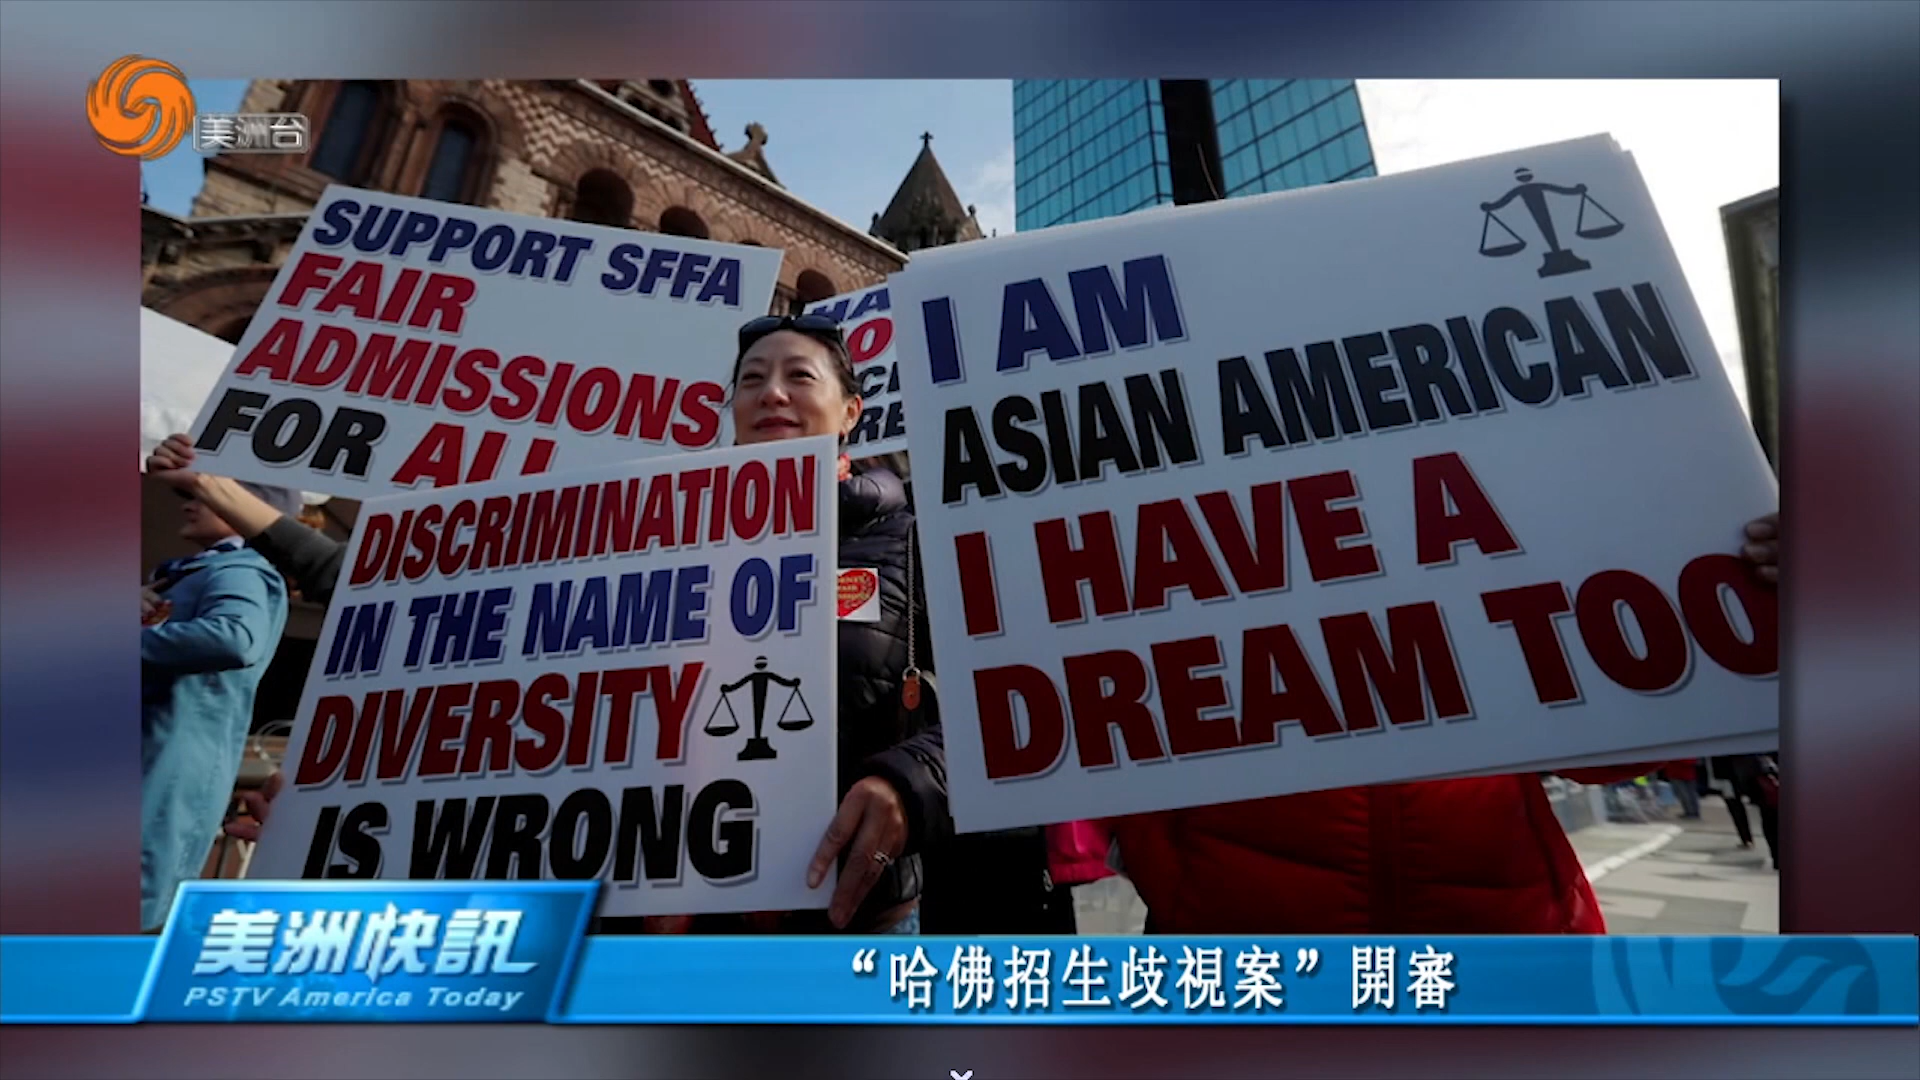 美洲台
SUPPORT SFFA
FAIR
ADMISSIONS
FOR ALL
I AM
ASIAN AMERICAN
I HAVE A
DREAM TOO
DISCRIMINATION
IN THE NAME OF
DIVERSITY
IS WRONG
美洲快訊
PSTV America Today
“哈佛招生歧視案”開審